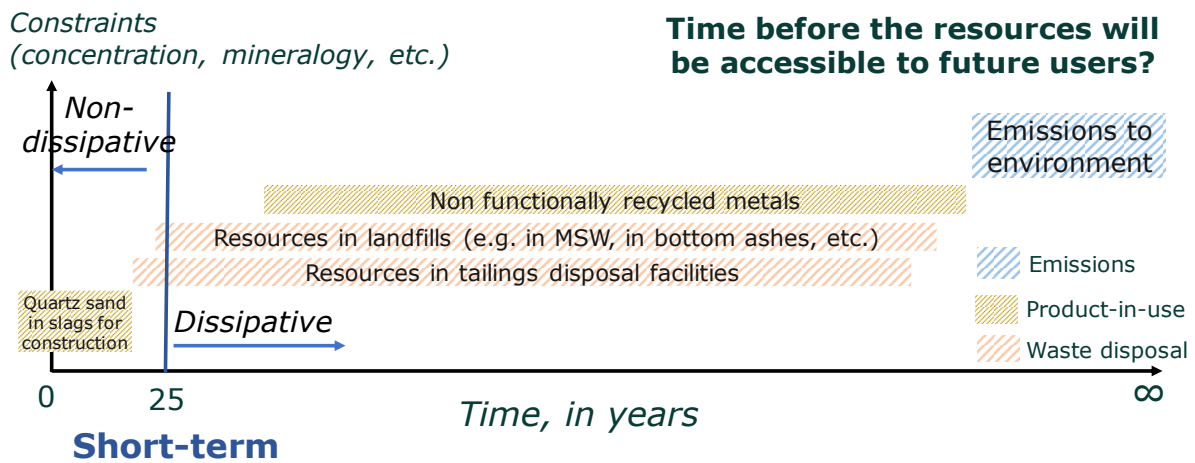 Constraints
(concentration, mineralogy, etc.)
Time before the resources will
be accessible to future users?
Non-
dissipative
Emissions to
environment
Non functionally recycled metals
Resources in landfills (e.g. in MSW, in bottom ashes, etc.)
Resources in tailings disposal facilities
Quartz sand
in slags for
construction
Dissipative
Emissions
Product-in-use
Waste disposal
0
25
Time, in years
∞
Short-term